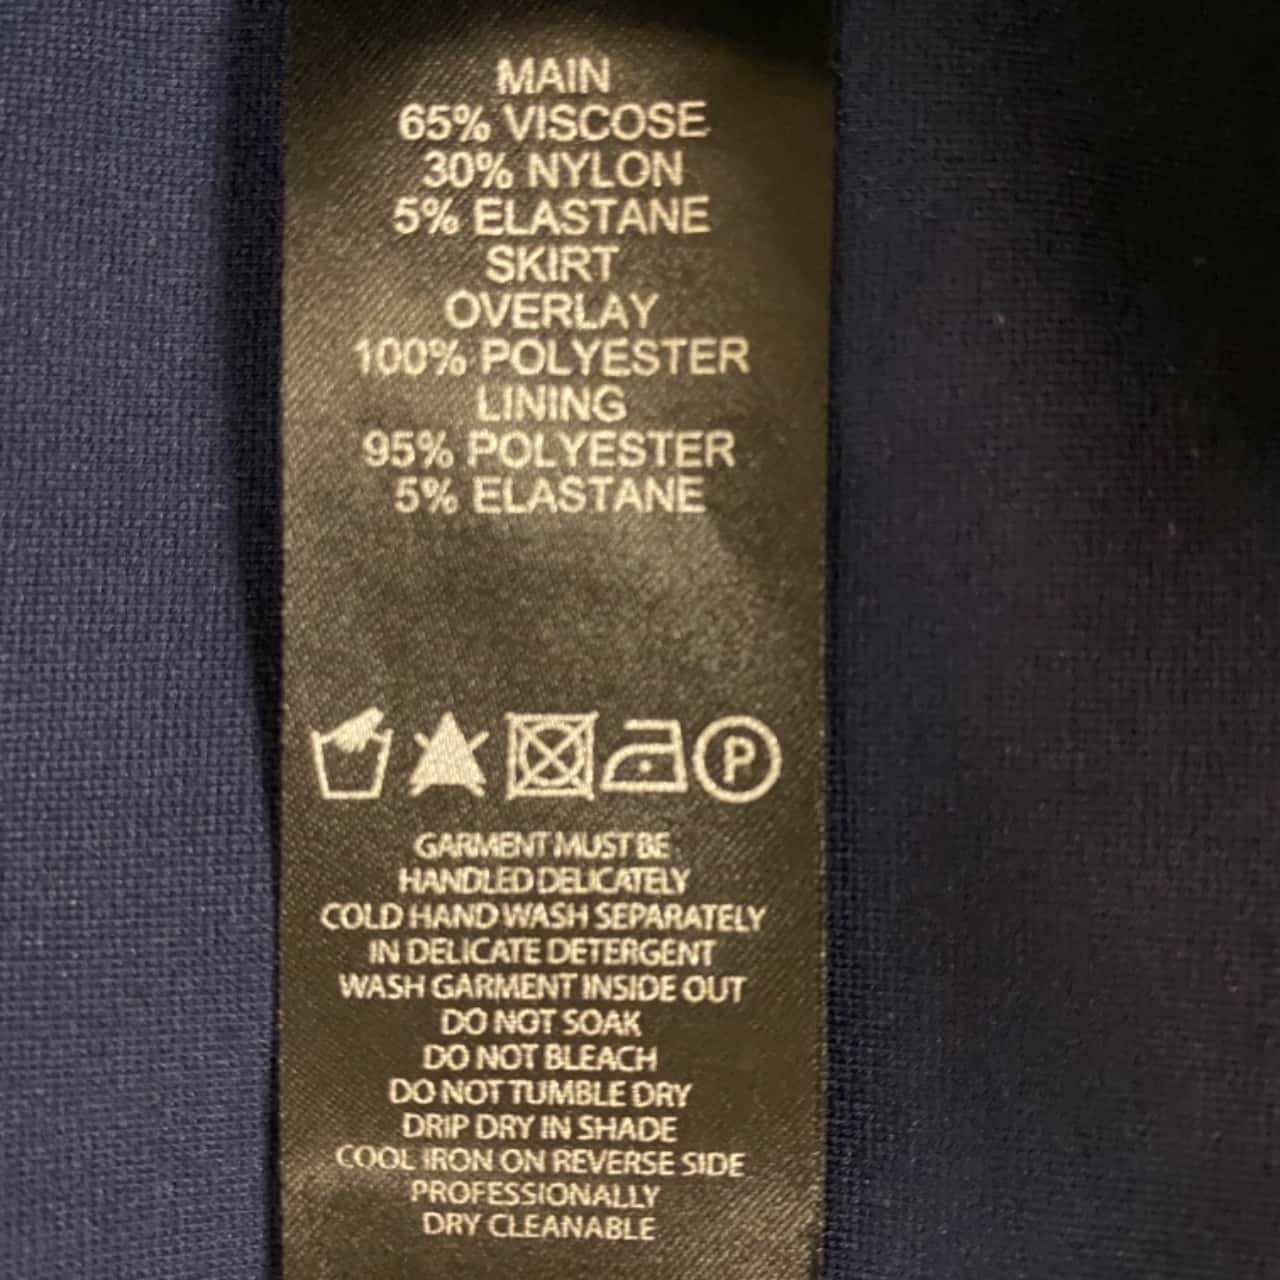 MAIN
65% VISCOSE
30% NYLON
5% ELASTANE
SKIRT
OVERLAY
100% POLYESTER
LINING
95% POLYESTER
5% ELASTANE
P
GARMENT MUST BE
HANDLED DELICATELY
COLD HAND WASH SEPARATELY
IN DELICATE DETERGENT
WASH GARMENT INSIDE OUT
DO NOT SOAK
DO NOT BLEACH
DO NOT TUMBLE DRY
DRIP DRY IN SHADE
COOL IRON ON REVERSE SIDE
PROFESSIONALLY
DRY CLEANABLE